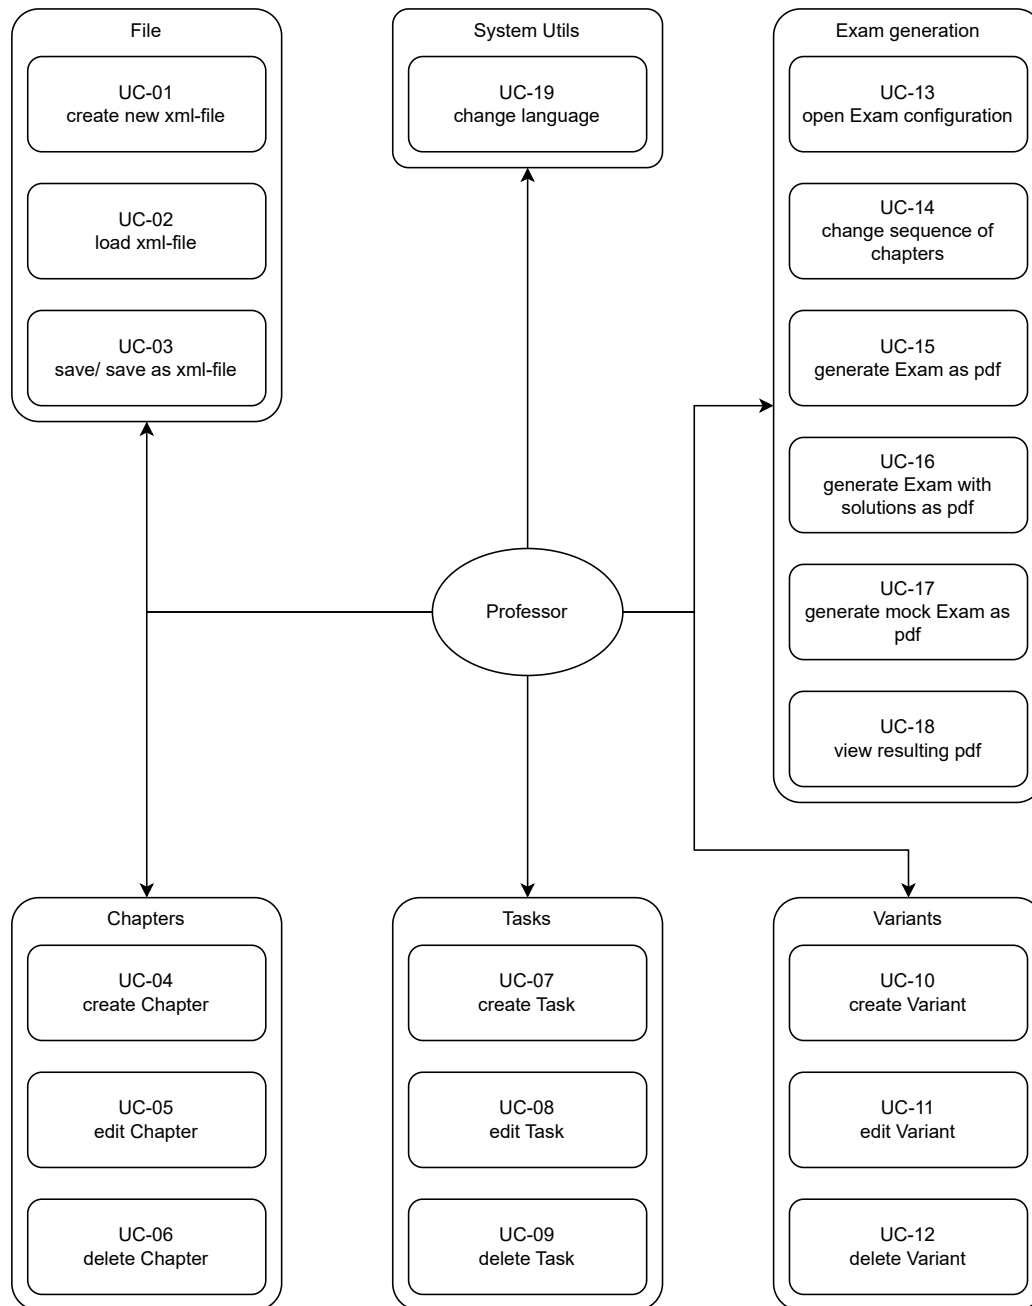 File
UC-01
create new xml-file
UC-02
load xml-file
UC-03
save/ save as xml-file
System Utils
UC-19
change language
Exam generation
UC-13
open Exam configuration
UC-14
change sequence of
chapters
UC-15
generate Exam as pdf
UC-16
generate Exam with
solutions as pdf
UC-17
generate mock Exam as
pdf
UC-18
view resulting pdf
Professor
Chapters
UC-04
create Chapter
UC-05
edit Chapter
UC-06
delete Chapter
Tasks
UC-07
create Task
UC-08
edit Task
UC-09
delete Task
Variants
UC-10
create Variant
UC-11
edit Variant
UC-12
delete Variant